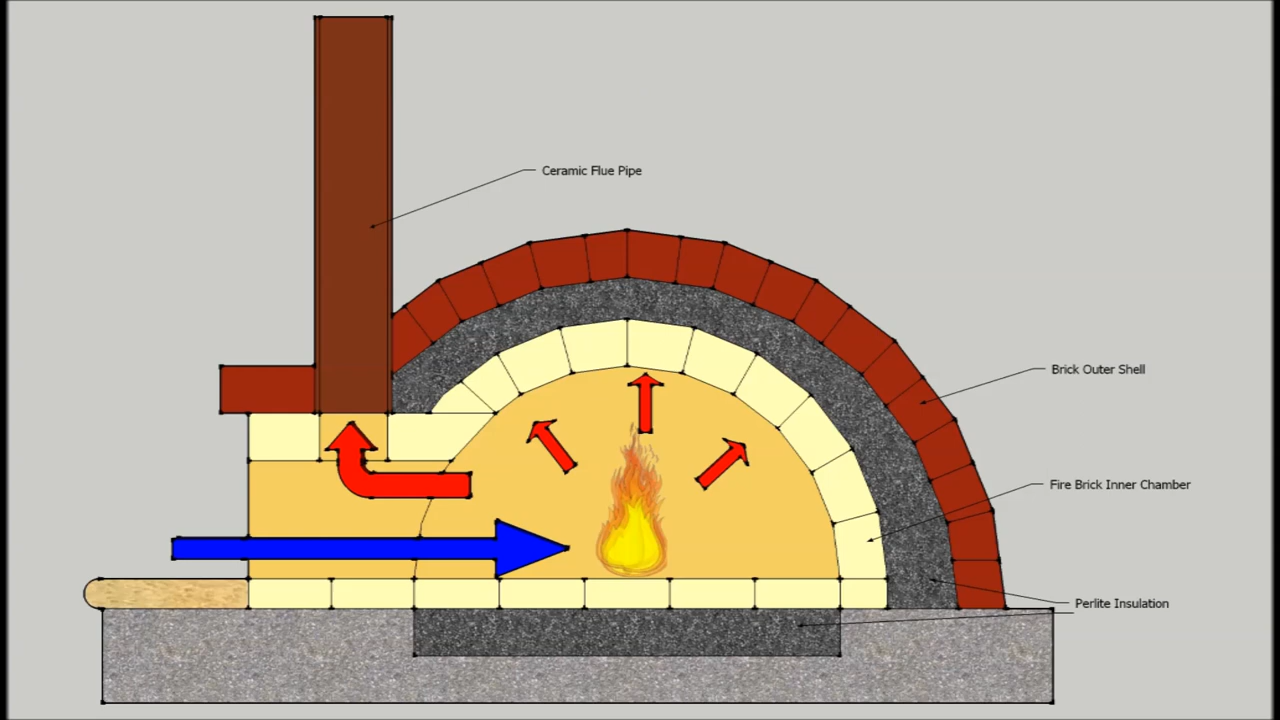 Ceramic Flue Pipe
Brick Outer Shell
Fire Brick Inner Chamber
Perlite Insulation